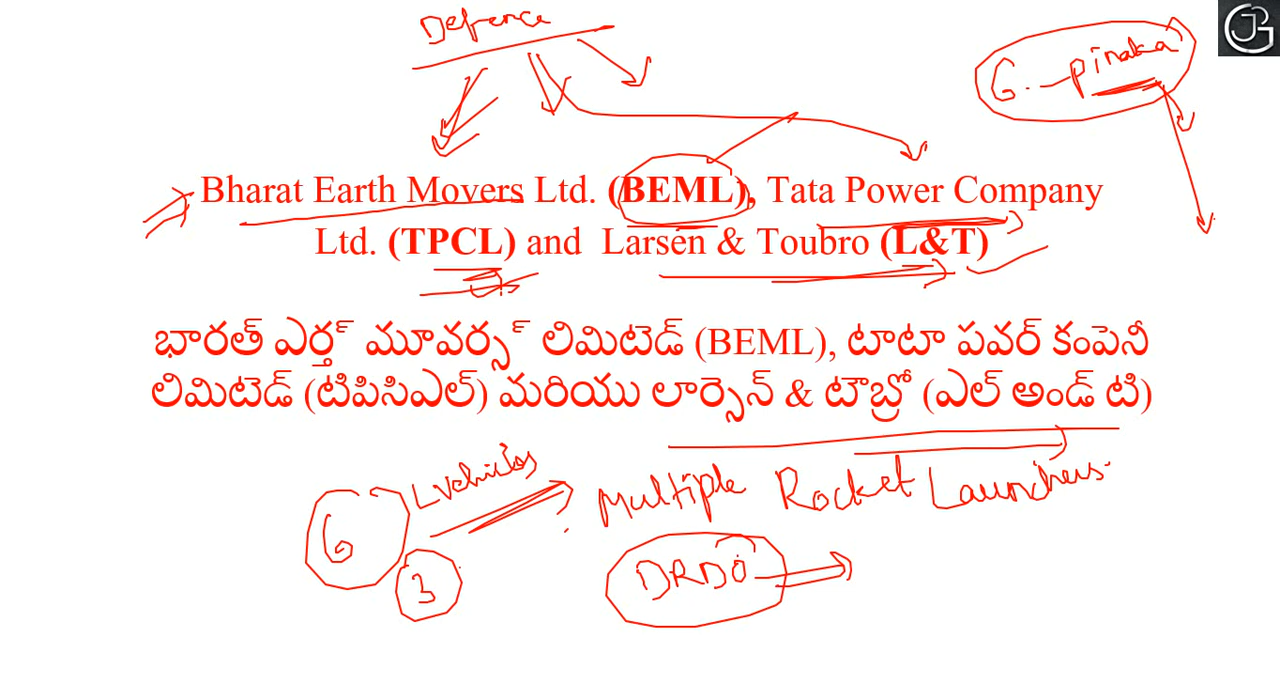 Defence
G. pinaka
Bharat Earth Movers Ltd. (BEML), Tata Power Company
Ltd. (TPCL) and Larsen & Toubro (L&T)
భారత్ ఎర్త్ మూవర్స్ లిమిటెడ్ (BEML), టాటా పవర్ కంపెనీ
లిమిటెడ్ (టిపిసిఎల్) మరియు లార్సెన్ & టౌబ్రో (ఎల్ అండ్ టి)
6 LVehicles Multiple Rocket Launchers.
3 DRDO